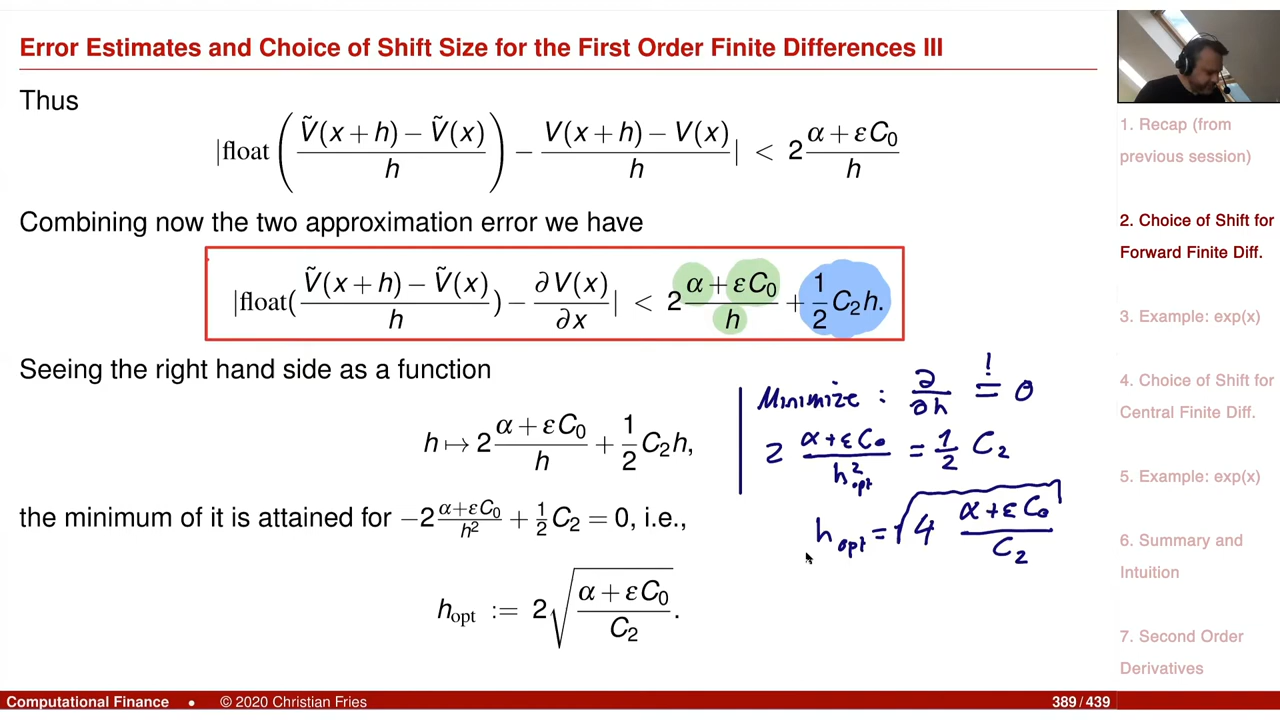 Error Estimates and Choice of Shift Size for the First Order Finite Differences III
Thus
|float( (Ṽ(x+h) − Ṽ(x)) / h ) − (V(x+h) − V(x)) / h | < 2 (α+εC₀) / h
Combining now the two approximation error we have
|float( (Ṽ(x+h) − Ṽ(x)) / h ) − ∂V(x)/∂x | < 2 (α+εC₀) / h + 1/2 C₂h.
Seeing the right hand side as a function
h ↦ 2 (α+εC₀) / h + 1/2 C₂h,
the minimum of it is attained for −2 (α+εC₀)/h² + 1/2 C₂ = 0, i.e.,
h_opt := 2 √((α+εC₀) / C₂).
Minimize : ∂/∂h != 0
2 (α+εC₀) / h²_opt = 1/2 C₂
h_opt = √(4 (α+εC₀) / C₂)
1. Recap (from
previous session)
2. Choice of Shift for
Forward Finite Diff.
3. Example: exp(x)
4. Choice of Shift for
Central Finite Diff.
5. Example: exp(x)
6. Summary and
Intuition
7. Second Order
Derivatives
Computational Finance • © 2020 Christian Fries 389/439